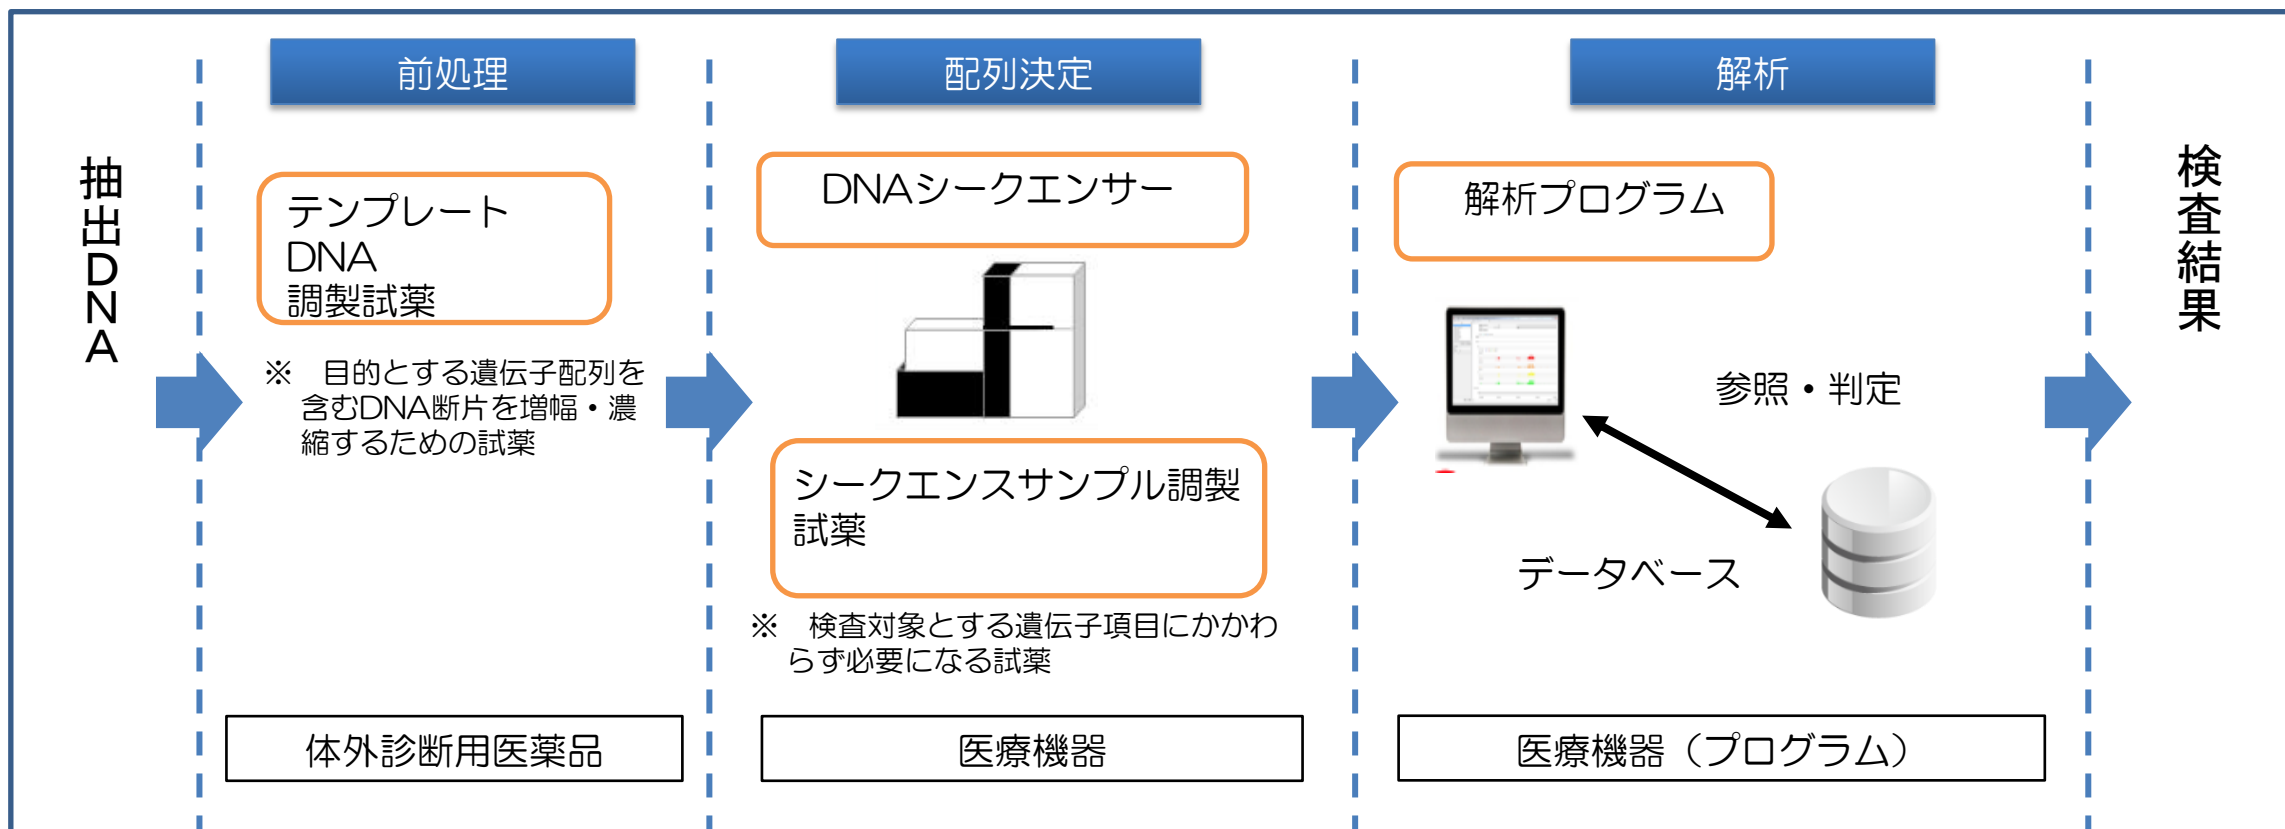 抽出DNA
前処理
テンプレート
DNA
調製試薬
※　目的とする遺伝子配列を
含むDNA断片を増幅・濃
縮するための試薬
体外診断用医薬品
配列決定
DNAシークエンサー
シークエンスサンプル調製
試薬
※　検査対象とする遺伝子項目にかかわ
らず必要になる試薬
医療機器
解析
解析プログラム
参照・判定
データベース
医療機器（プログラム）
検査結果